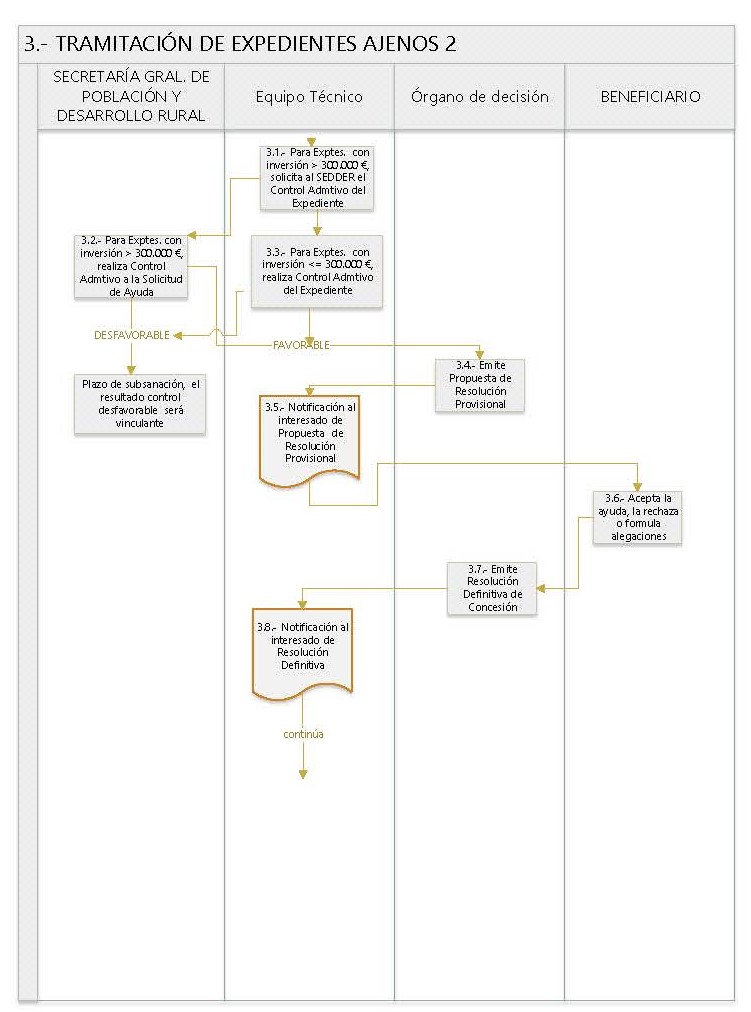 3.- TRAMITACIÓN DE EXPEDIENTES AJENOS 2
SECRETARÍA GRAL. DE
POBLACIÓN Y
DESARROLLO RURAL
Equipo Técnico
Órgano de decisión
BENEFICIARIO
3.1.- Para Exptes. con
inversión > 300.000 €,
solicita al SEDDER el
Control Admtivo del
Expediente
3.2.- Para Exptes. con
inversión > 300.000 €,
realiza Control
Admtivo a la Solicitud
de Ayuda
3.3.- Para Exptes. con
inversión <= 300.000 €,
realiza Control Admtivo
del Expediente
DESFAVORABLE
FAVORABLE
3.4.- Emite
Propuesta de
Resolución
Provisional
Plazo de subsanación, el
resultado control
desfavorable será
vinculante
3.5.- Notificación al
interesado de
Propuesta de
Resolución
Provisional
3.6.- Acepta la
ayuda, la rechaza
o formula
alegaciones
3.7.- Emite
Resolución
Definitiva de
Concesión
3.8.- Notificación al
interesado de
Resolución
Definitiva
continúa